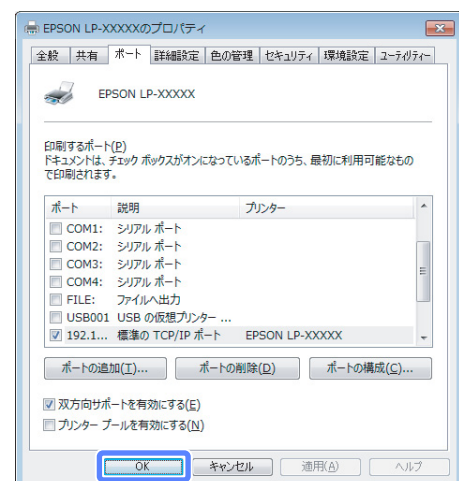 EPSON LP-XXXXXのプロパティ
全般 共有 ポート 詳細設定 色の管理 セキュリティ 環境設定 ユーティリティー
EPSON LP-XXXXX
印刷するポート(P)
ドキュメントは、チェック ボックスがオンになっているポートのうち、最初に利用可能なもの
で印刷されます。
ポート 説明 プリンター
COM1: シリアル ポート
COM2: シリアル ポート
COM3: シリアル ポート
COM4: シリアル ポート
FILE: ファイルへ出力
USB001 USB の仮想プリンター ...
192.1... 標準の TCP/IP ポート EPSON LP-XXXXX
ポートの追加(T)... ポートの削除(D) ポートの構成(C)...
双方向サポートを有効にする(E)
プリンター プールを有効にする(N)
OK キャンセル 適用(A) ヘルプ